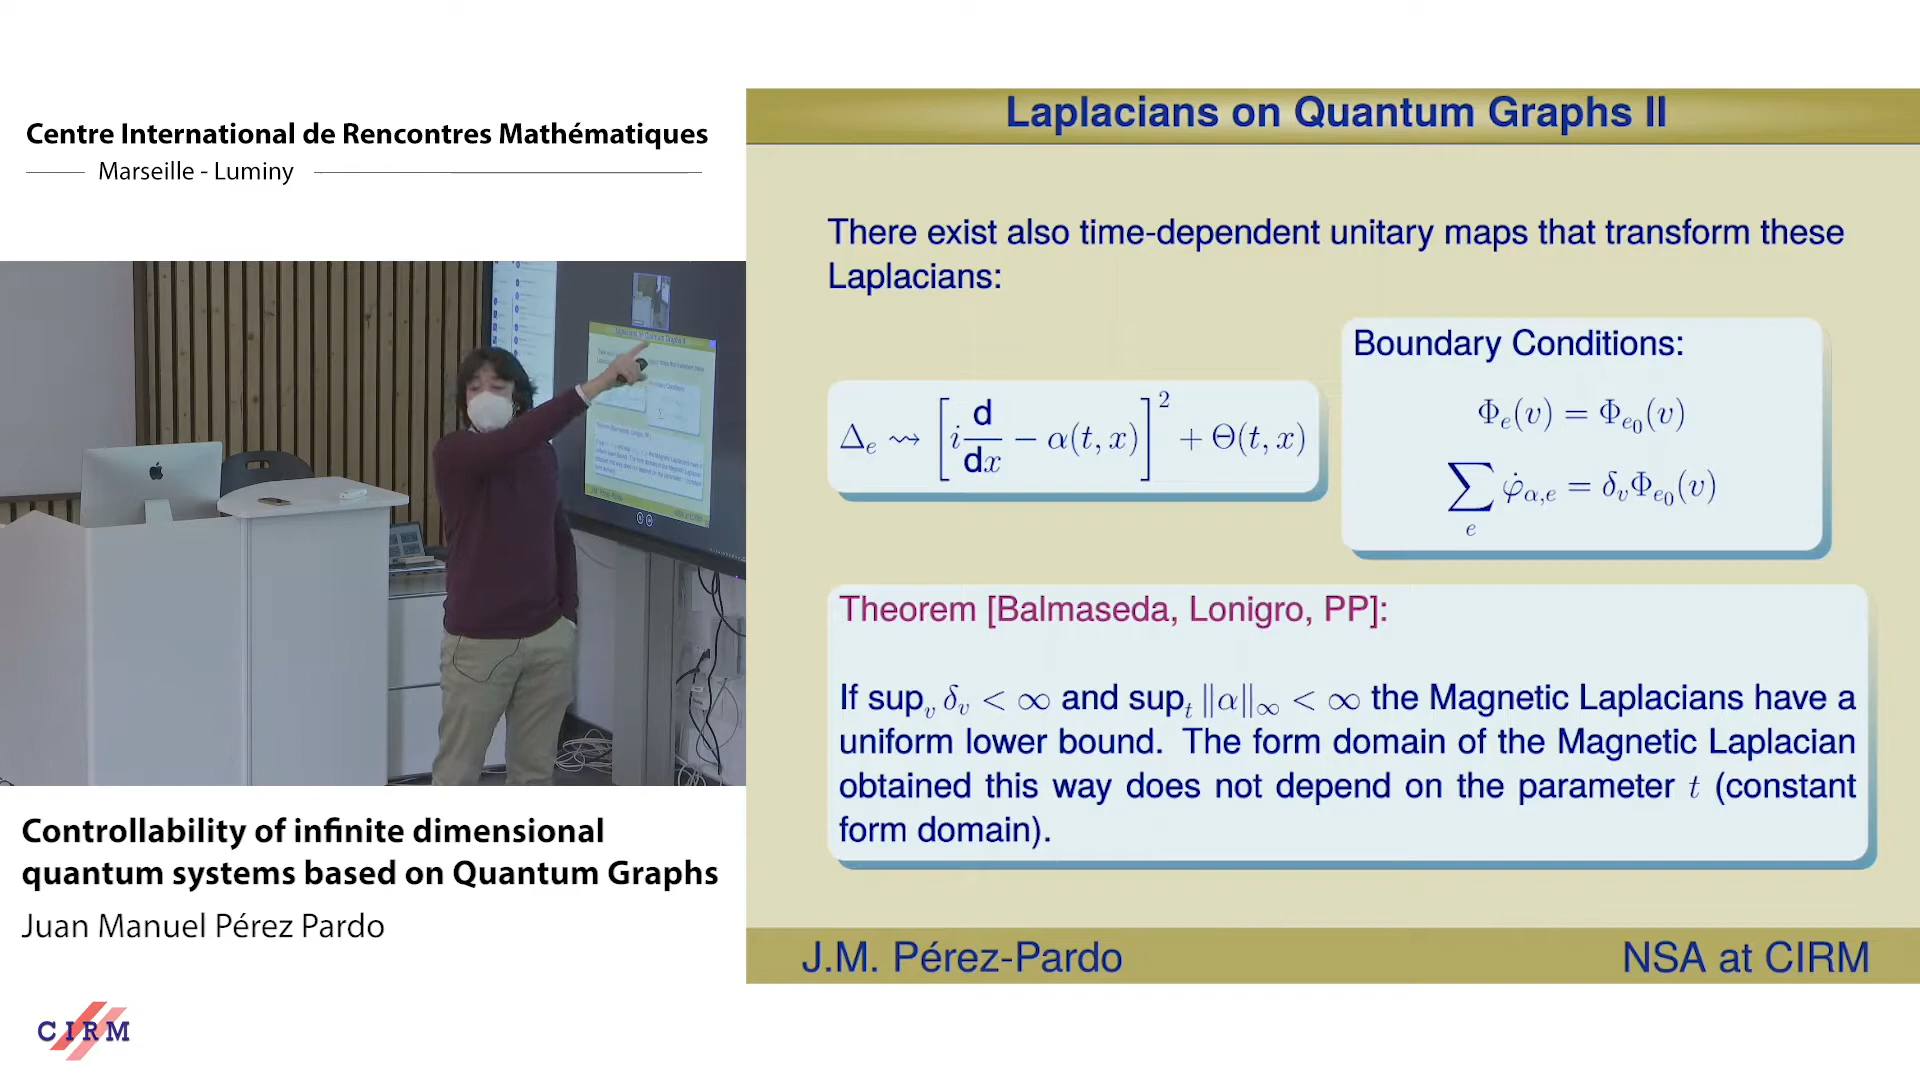 Centre International de Rencontres Mathématiques
Marseille - Luminy
Controllability of infinite dimensional
quantum systems based on Quantum Graphs
Juan Manuel Pérez Pardo
CIRM
Laplacians on Quantum Graphs II
There exist also time-dependent unitary maps that transform these
Laplacians:
Δ_e ⇝ [i d/dx − α(t, x)]² + Θ(t, x)
Boundary Conditions:
Φ_e(v) = Φ_{e_0}(v)
∑_e φ̇_{α,e} = δ_v Φ_{e_0}(v)
Theorem [Balmaseda, Lonigro, PP]:
If sup_v δ_v < ∞ and sup_t ‖α‖_∞ < ∞ the Magnetic Laplacians have a
uniform lower bound. The form domain of the Magnetic Laplacian
obtained this way does not depend on the parameter t (constant
form domain).
J.M. Pérez-Pardo
NSA at CIRM